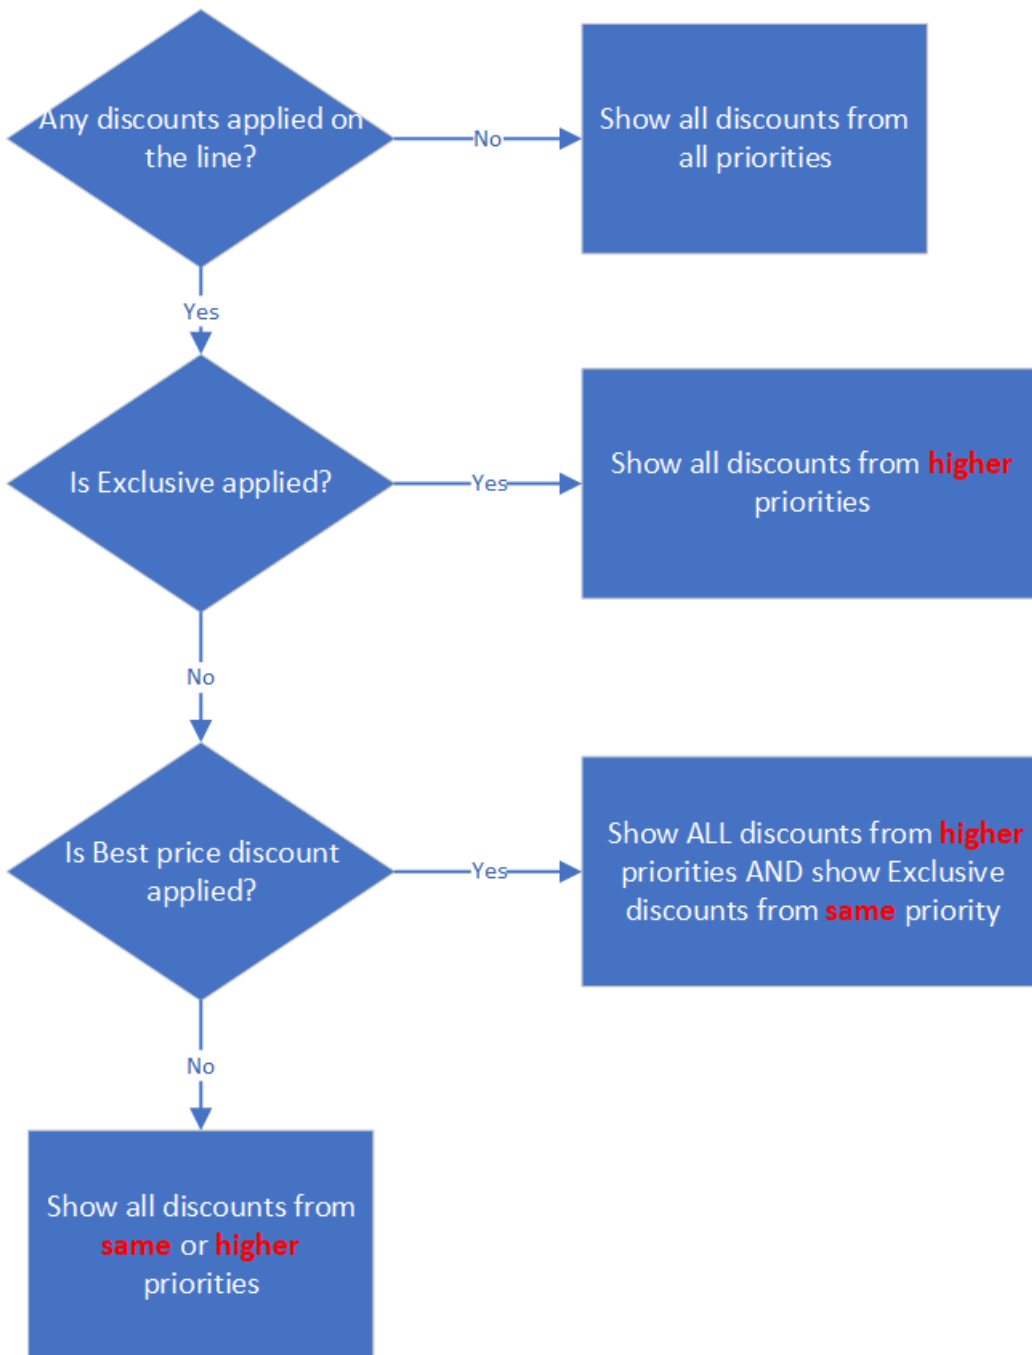 Any discounts applied on
the line?
No
Show all discounts from
all priorities
Yes
Is Exclusive applied?
Yes
Show all discounts from higher
priorities
No
Is Best price discount
applied?
Yes
Show ALL discounts from higher
priorities AND show Exclusive
discounts from same priority
No
Show all discounts from
same or higher
priorities